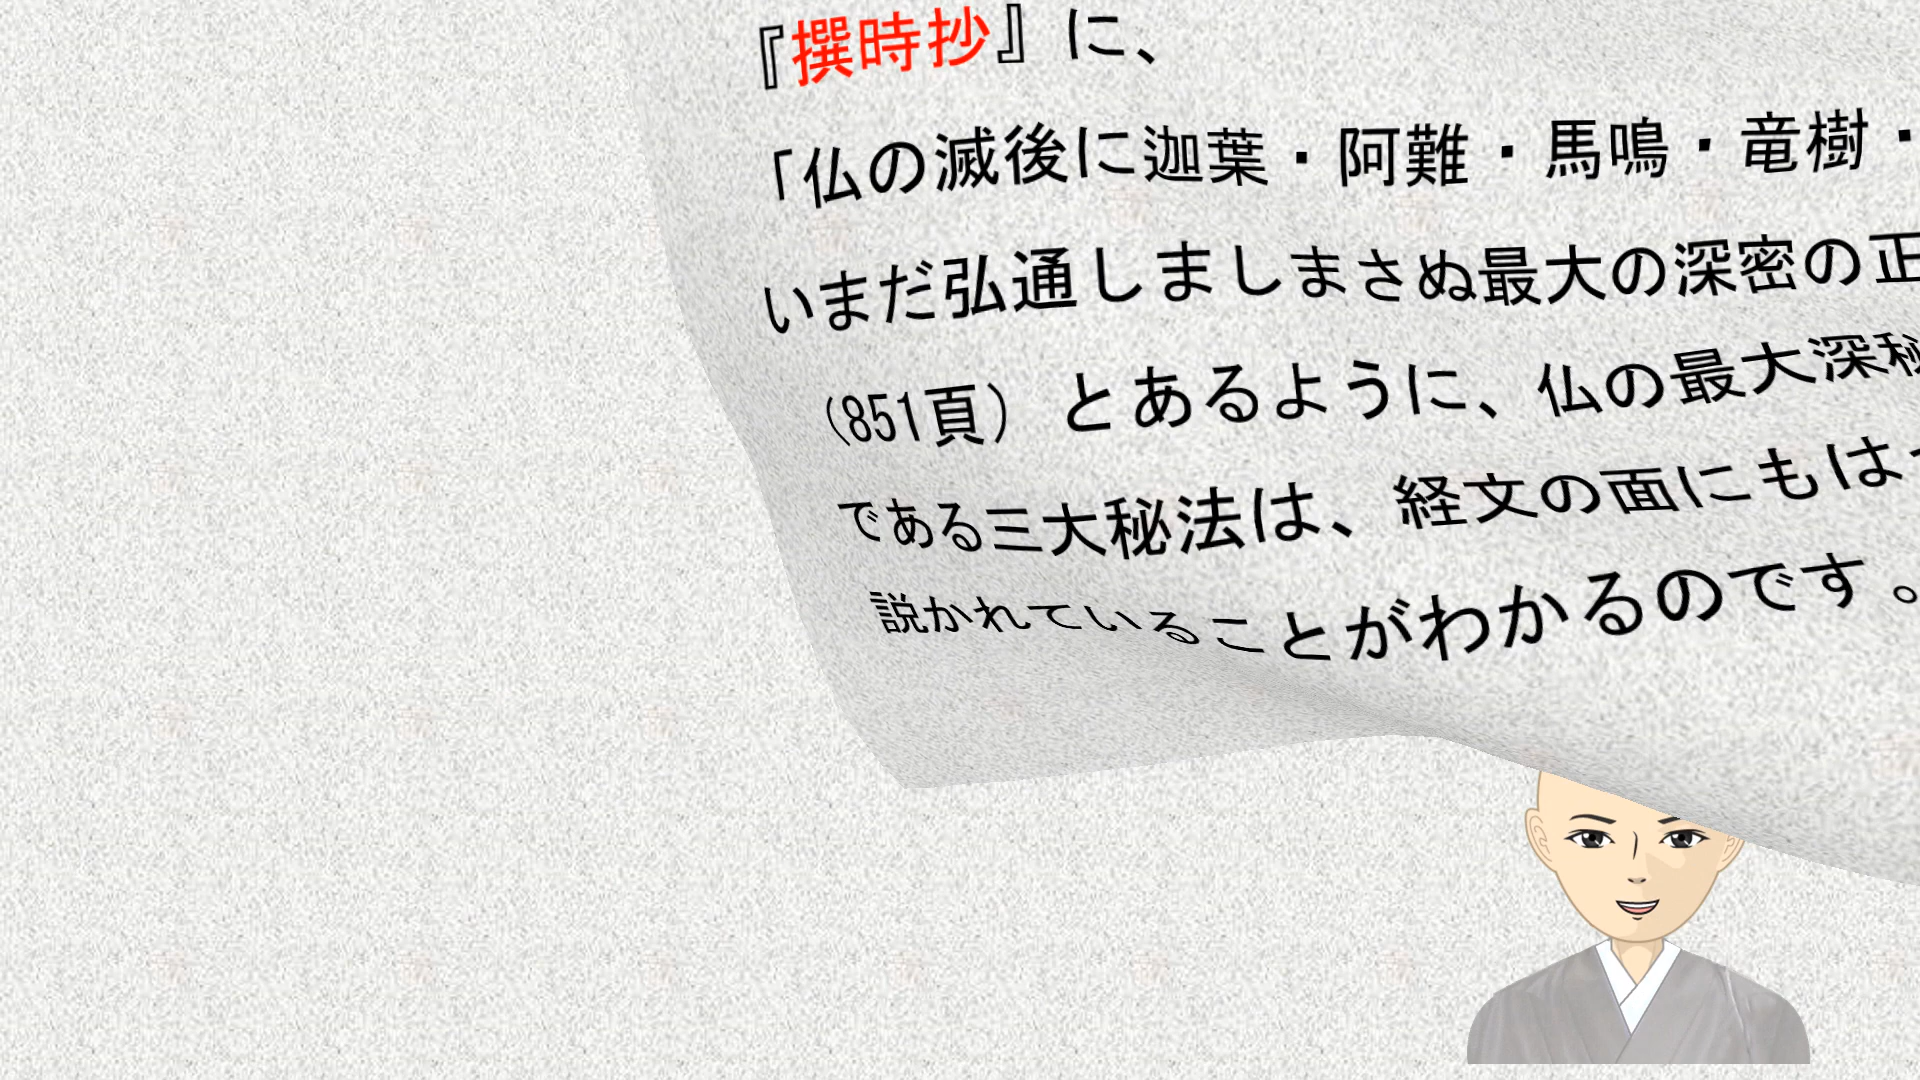 『撰時抄』に、
「仏の滅後に迦葉・阿難・馬鳴・竜樹・
いまだ弘通しましまさぬ最大の深密の正
(851頁) とあるように、仏の最大深秘
である三大秘法は、経文の面にもは
説かれていることがわかるのです。